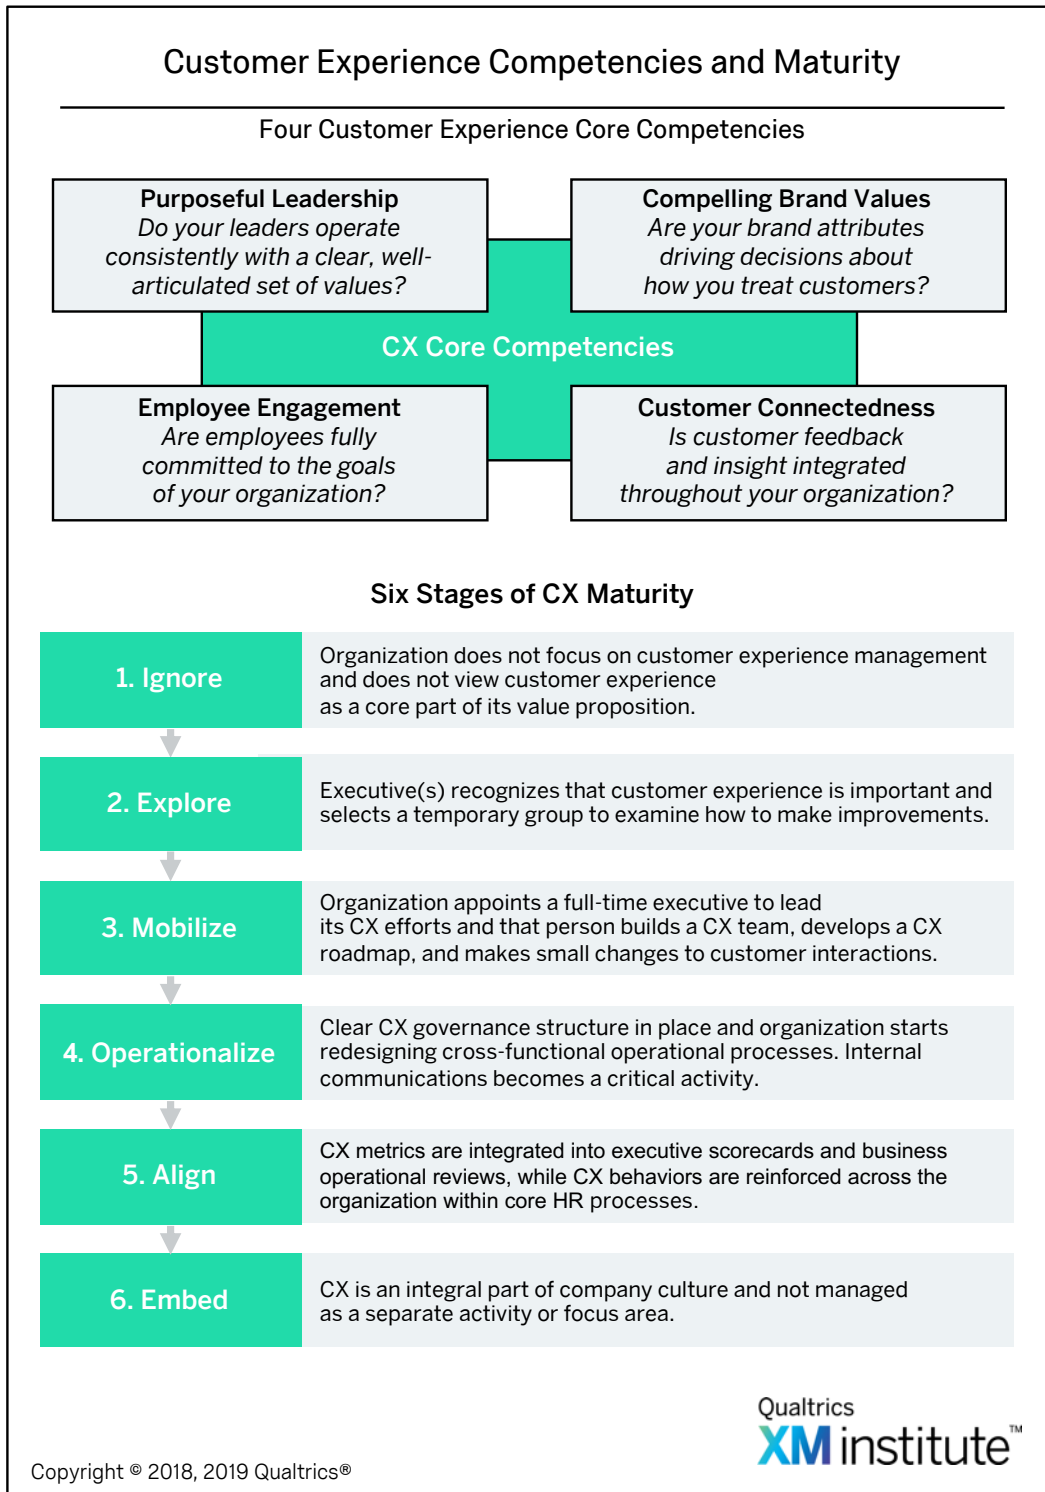 Customer Experience Competencies and Maturity
Four Customer Experience Core Competencies
Purposeful Leadership
Do your leaders operate
consistently with a clear, well-
articulated set of values?
Compelling Brand Values
Are your brand attributes
driving decisions about
how you treat customers?
CX Core Competencies
Employee Engagement
Are employees fully
committed to the goals
of your organization?
Customer Connectedness
Is customer feedback
and insight integrated
throughout your organization?
Six Stages of CX Maturity
1. Ignore
Organization does not focus on customer experience management
and does not view customer experience
as a core part of its value proposition.
2. Explore
Executive(s) recognizes that customer experience is important and
selects a temporary group to examine how to make improvements.
3. Mobilize
Organization appoints a full-time executive to lead
its CX efforts and that person builds a CX team, develops a CX
roadmap, and makes small changes to customer interactions.
4. Operationalize
Clear CX governance structure in place and organization starts
redesigning cross-functional operational processes. Internal
communications becomes a critical activity.
5. Align
CX metrics are integrated into executive scorecards and business
operational reviews, while CX behaviors are reinforced across the
organization within core HR processes.
6. Embed
CX is an integral part of company culture and not managed
as a separate activity or focus area.
Qualtrics
XM institute™
Copyright © 2018, 2019 Qualtrics®